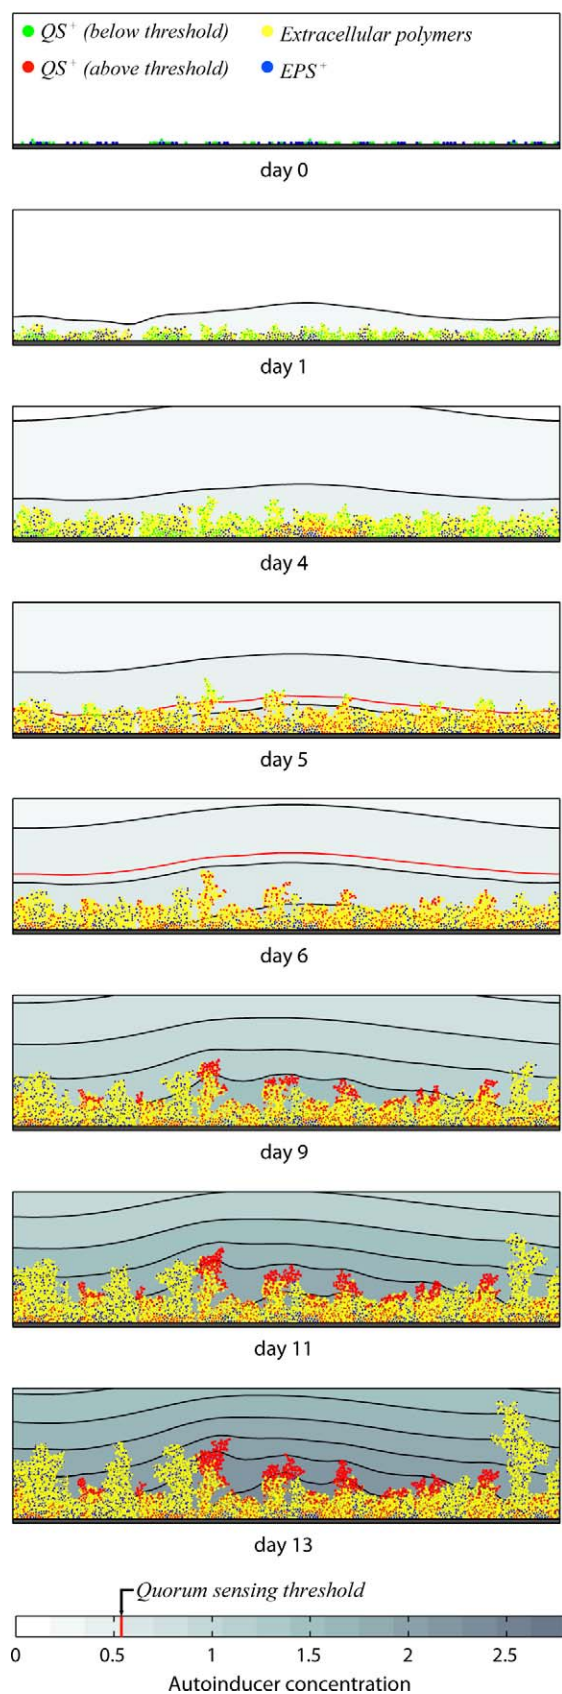 QS+ (below threshold) Extracellular polymers
QS+ (above threshold) EPS+
day 0
day 1
day 4
day 5
day 6
day 9
day 11
day 13
Quorum sensing threshold
0 0.5 1 1.5 2 2.5
Autoinducer concentration